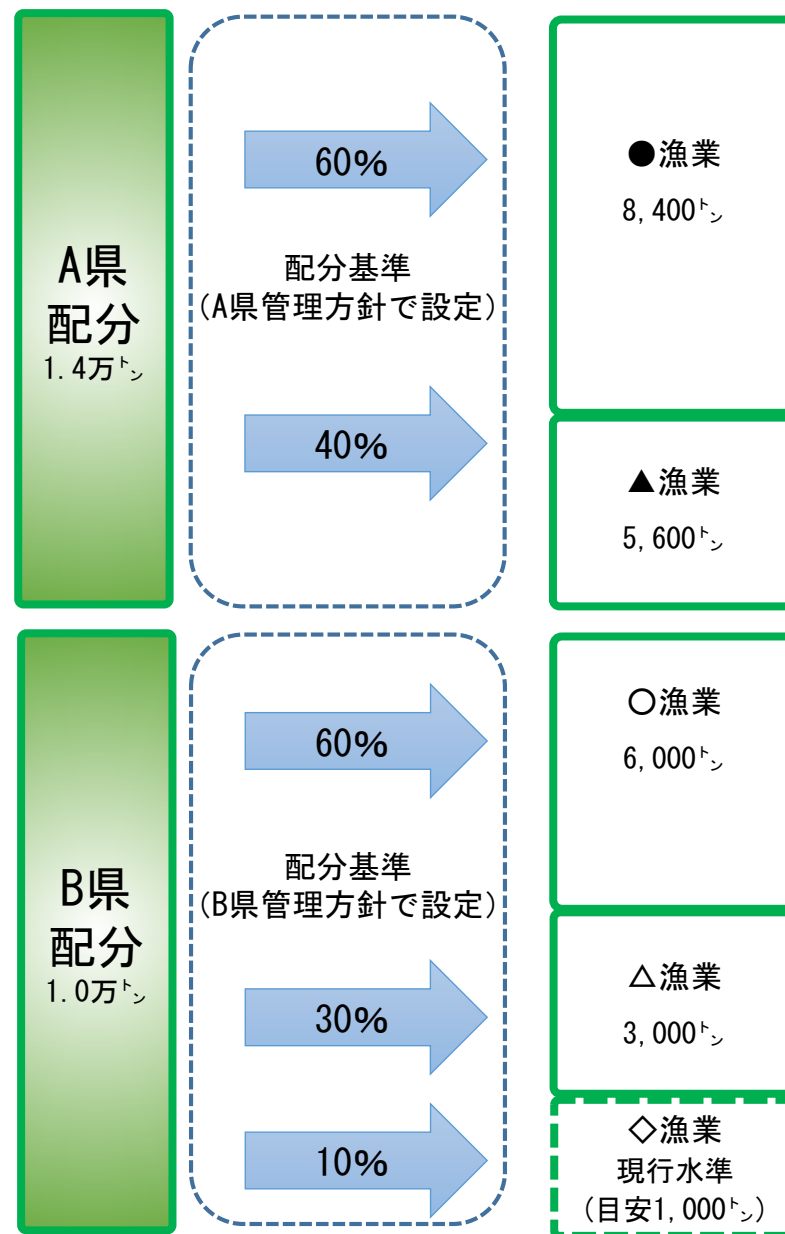 A県
配分
1.4万㌧
60%
配分基準
(A県管理方針で設定)
40%
●漁業
8,400㌧
▲漁業
5,600㌧
B県
配分
1.0万㌧
60%
配分基準
(B県管理方針で設定)
30%
10%
○漁業
6,000㌧
△漁業
3,000㌧
◇漁業
現行水準
(目安1,000㌧)